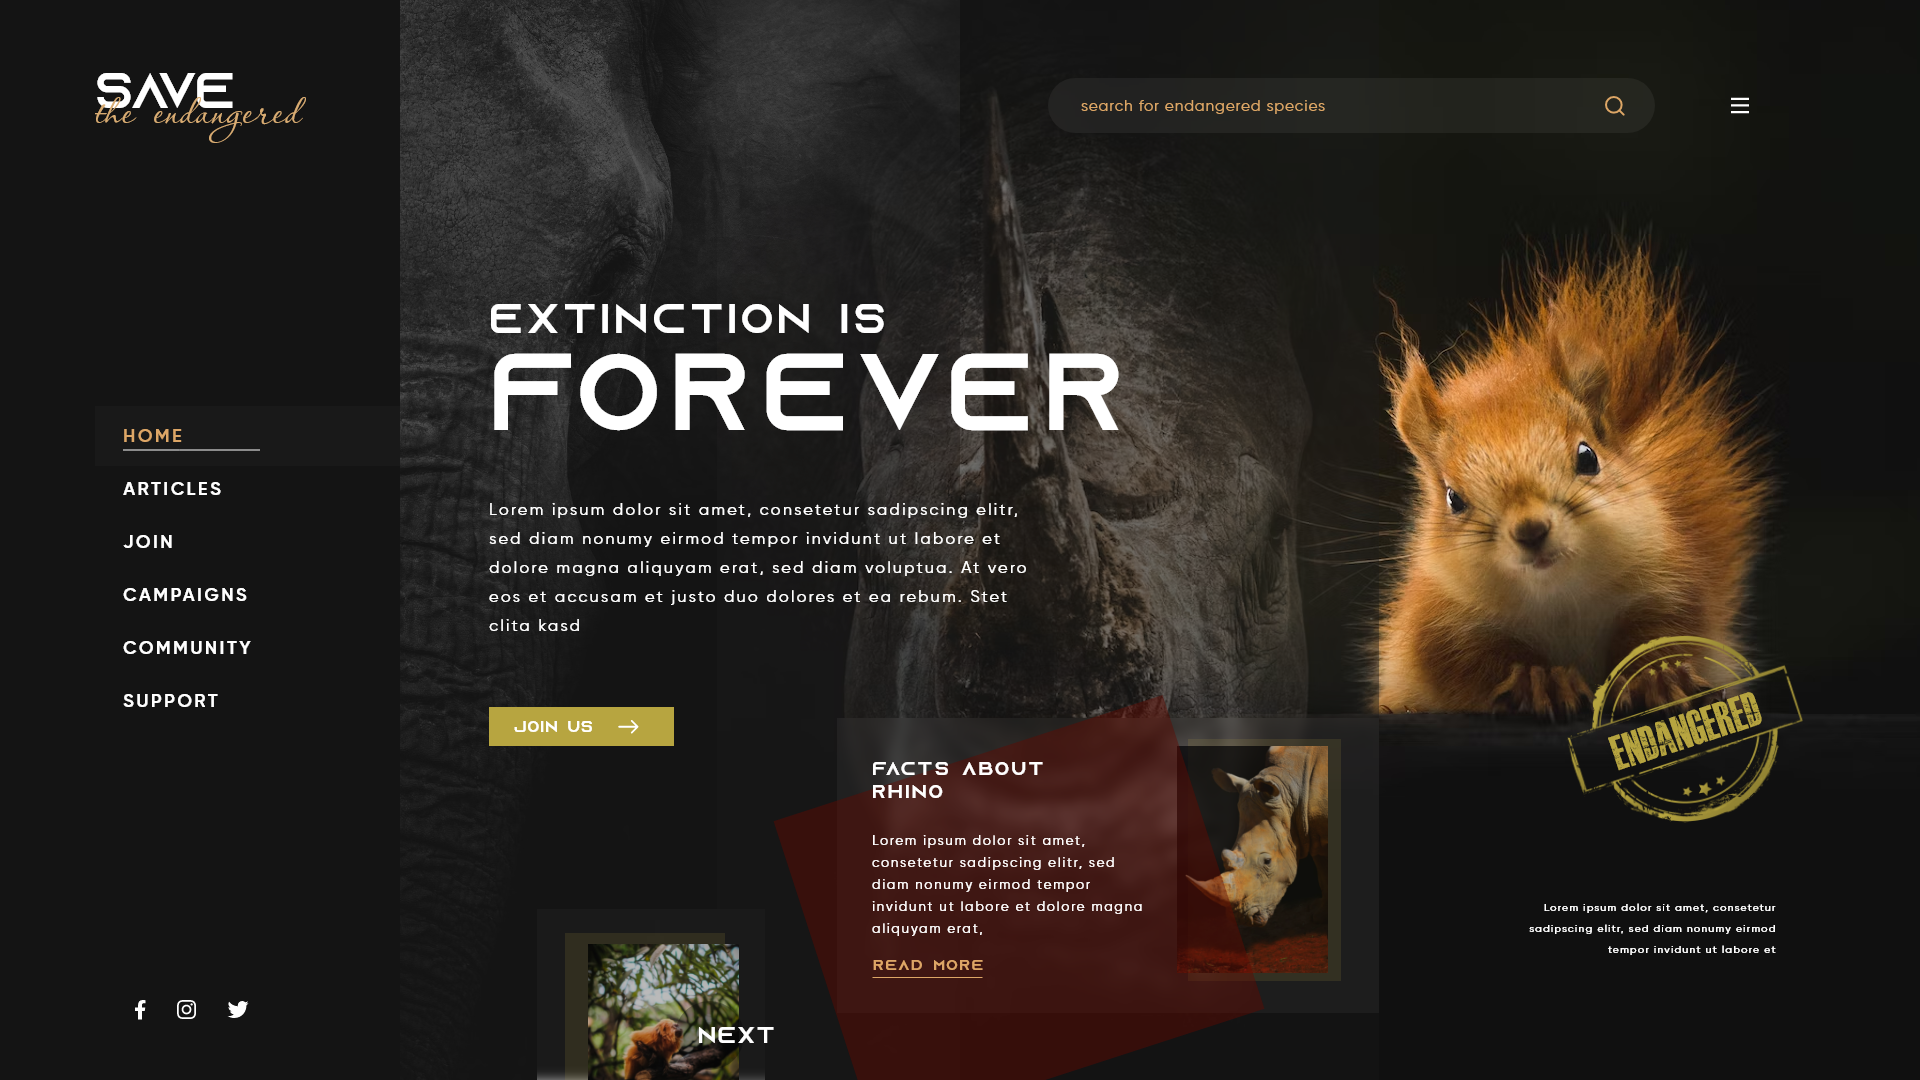 SAVE
the endangered
search for endangered species
EXTINCTION IS
FOREVER
HOME
ARTICLES
JOIN
CAMPAIGNS
COMMUNITY
SUPPORT
Lorem ipsum dolor sit amet, consetetur sadipscing elitr,
sed diam nonumy eirmod tempor invidunt ut labore et
dolore magna aliquyam erat, sed diam voluptua. At vero
eos et accusam et justo duo dolores et ea rebum. Stet
clita kasd
JOIN US
FACTS ABOUT
RHINO
Lorem ipsum dolor sit amet,
consetetur sadipscing elitr, sed
diam nonumy eirmod tempor
invidunt ut labore et dolore magna
aliquyam erat,
READ MORE
ENDANGERED
Lorem ipsum dolor sit amet, consetetur
sadipscing elitr, sed diam nonumy eirmod
tempor invidunt ut labore et
NEXT